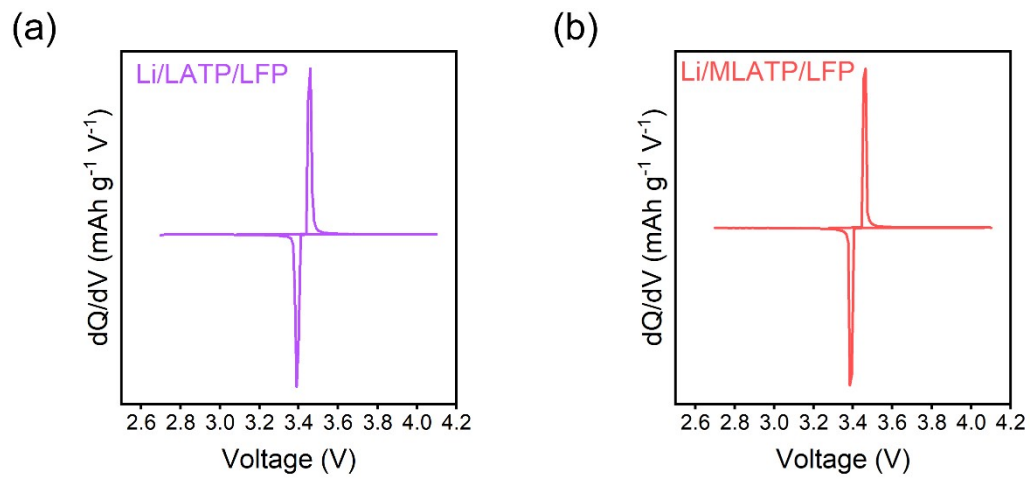 (a)
Li/LATP/LFP
dQ/dV (mAh g⁻¹ V⁻¹)
2.6 2.8 3.0 3.2 3.4 3.6 3.8 4.0 4.2
Voltage (V)
(b)
Li/MLATP/LFP
dQ/dV (mAh g⁻¹ V⁻¹)
2.6 2.8 3.0 3.2 3.4 3.6 3.8 4.0 4.2
Voltage (V)